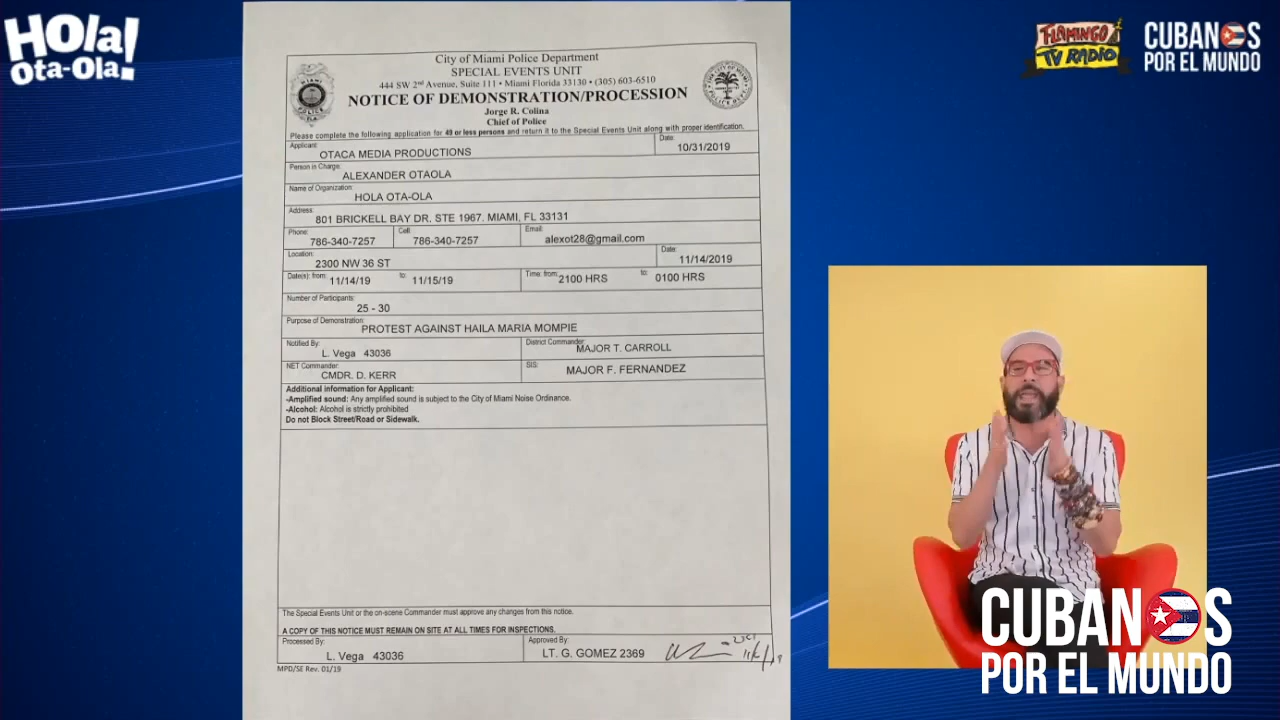 Hola!
Ota-Ola!
FLAMINGO
TV RADIO
CUBANOS
POR EL MUNDO
City of Miami Police Department
SPECIAL EVENTS UNIT
444 SW 2nd Avenue, Suite 111 • Miami Florida 33130 • (305) 603-6510
NOTICE OF DEMONSTRATION/PROCESSION
Jorge R. Colina
Chief of Police
Please complete the following application for 49 or less persons and return it to the Special Events Unit along with proper identification.
Applicant: OTACA MEDIA PRODUCTIONS Date: 10/31/2019
Person in Charge: ALEXANDER OTAOLA
Name of Organization: HOLA OTA-OLA
Address: 801 BRICKELL BAY DR. STE 1967. MIAMI, FL 33131
Phone: 786-340-7257 Cell: 786-340-7257 Email: alexot28@gmail.com
Location: 2300 NW 36 ST Date: 11/14/2019
Date(s): from: 11/14/19 to: 11/15/19 Time: from: 2100 HRS to: 0100 HRS
Number of Participants: 25 - 30
Purpose of Demonstration: PROTEST AGAINST HAILA MARIA MOMPIE
Notified By: L. Vega 43036 District Commander: MAJOR T. CARROLL
NET Commander: CMDR. D. KERR SIS: MAJOR F. FERNANDEZ
Additional information for Applicant:
-Amplified sound: Any amplified sound is subject to the City of Miami Noise Ordinance.
-Alcohol: Alcohol is strictly prohibited
Do not Block Street/Road or Sidewalk.
The Special Events Unit or the on-scene Commander must approve any changes from this notice.
A COPY OF THIS NOTICE MUST REMAIN ON SITE AT ALL TIMES FOR INSPECTIONS.
Processed By: L. Vega 43036 Approved By: LT. G. GOMEZ 2369
MPD/SE Rev. 01/19
CUBANOS
POR EL MUNDO